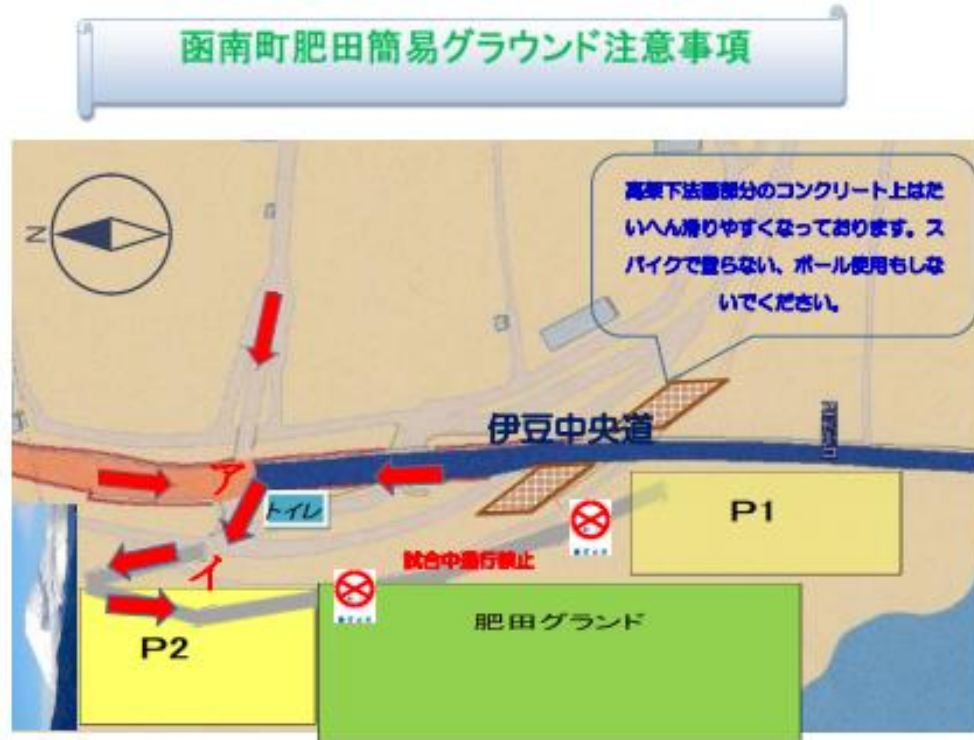 函南町肥田簡易グラウンド注意事項
N
高架下法面部分のコンクリート上はだ
いへん滑りやすくなっております。ス
パイクで登らない、ボール使用もしな
いでください。
伊豆中央道
ア
トイレ
P1
イ
試合中通行禁止
P2
肥田グランド